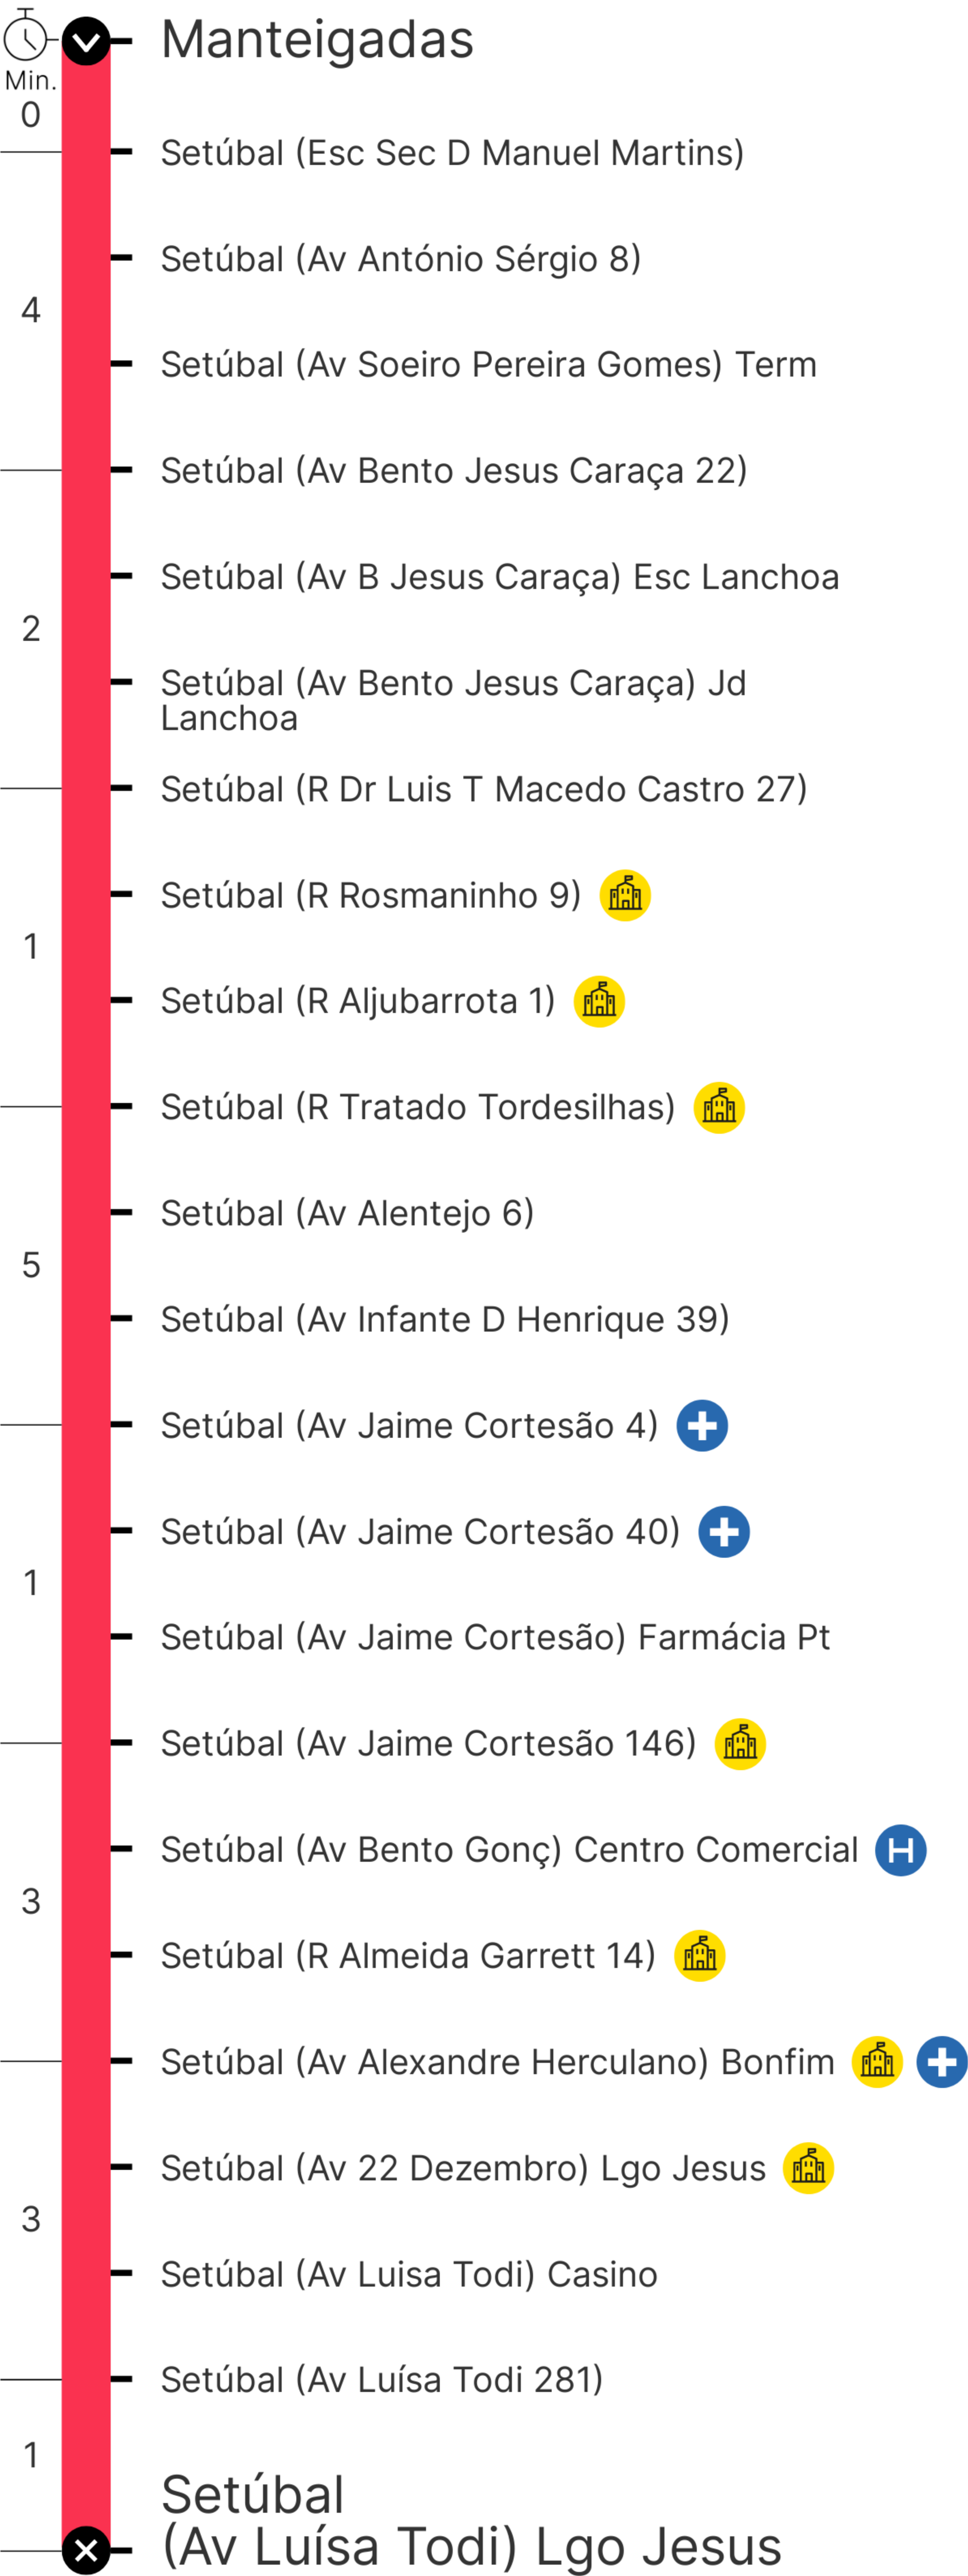 Manteigadas
Min.
0
Setúbal (Esc Sec D Manuel Martins)
Setúbal (Av António Sérgio 8)
4
Setúbal (Av Soeiro Pereira Gomes) Term
Setúbal (Av Bento Jesus Caraça 22)
Setúbal (Av B Jesus Caraça) Esc Lanchoa
2
Setúbal (Av Bento Jesus Caraça) Jd
Lanchoa
Setúbal (R Dr Luis T Macedo Castro 27)
Setúbal (R Rosmaninho 9)
1
Setúbal (R Aljubarrota 1)
Setúbal (R Tratado Tordesilhas)
Setúbal (Av Alentejo 6)
5
Setúbal (Av Infante D Henrique 39)
Setúbal (Av Jaime Cortesão 4)
Setúbal (Av Jaime Cortesão 40)
1
Setúbal (Av Jaime Cortesão) Farmácia Pt
Setúbal (Av Jaime Cortesão 146)
Setúbal (Av Bento Gonç) Centro Comercial H
3
Setúbal (R Almeida Garrett 14)
Setúbal (Av Alexandre Herculano) Bonfim
Setúbal (Av 22 Dezembro) Lgo Jesus
3
Setúbal (Av Luisa Todi) Casino
Setúbal (Av Luísa Todi 281)
1
Setúbal
(Av Luísa Todi) Lgo Jesus